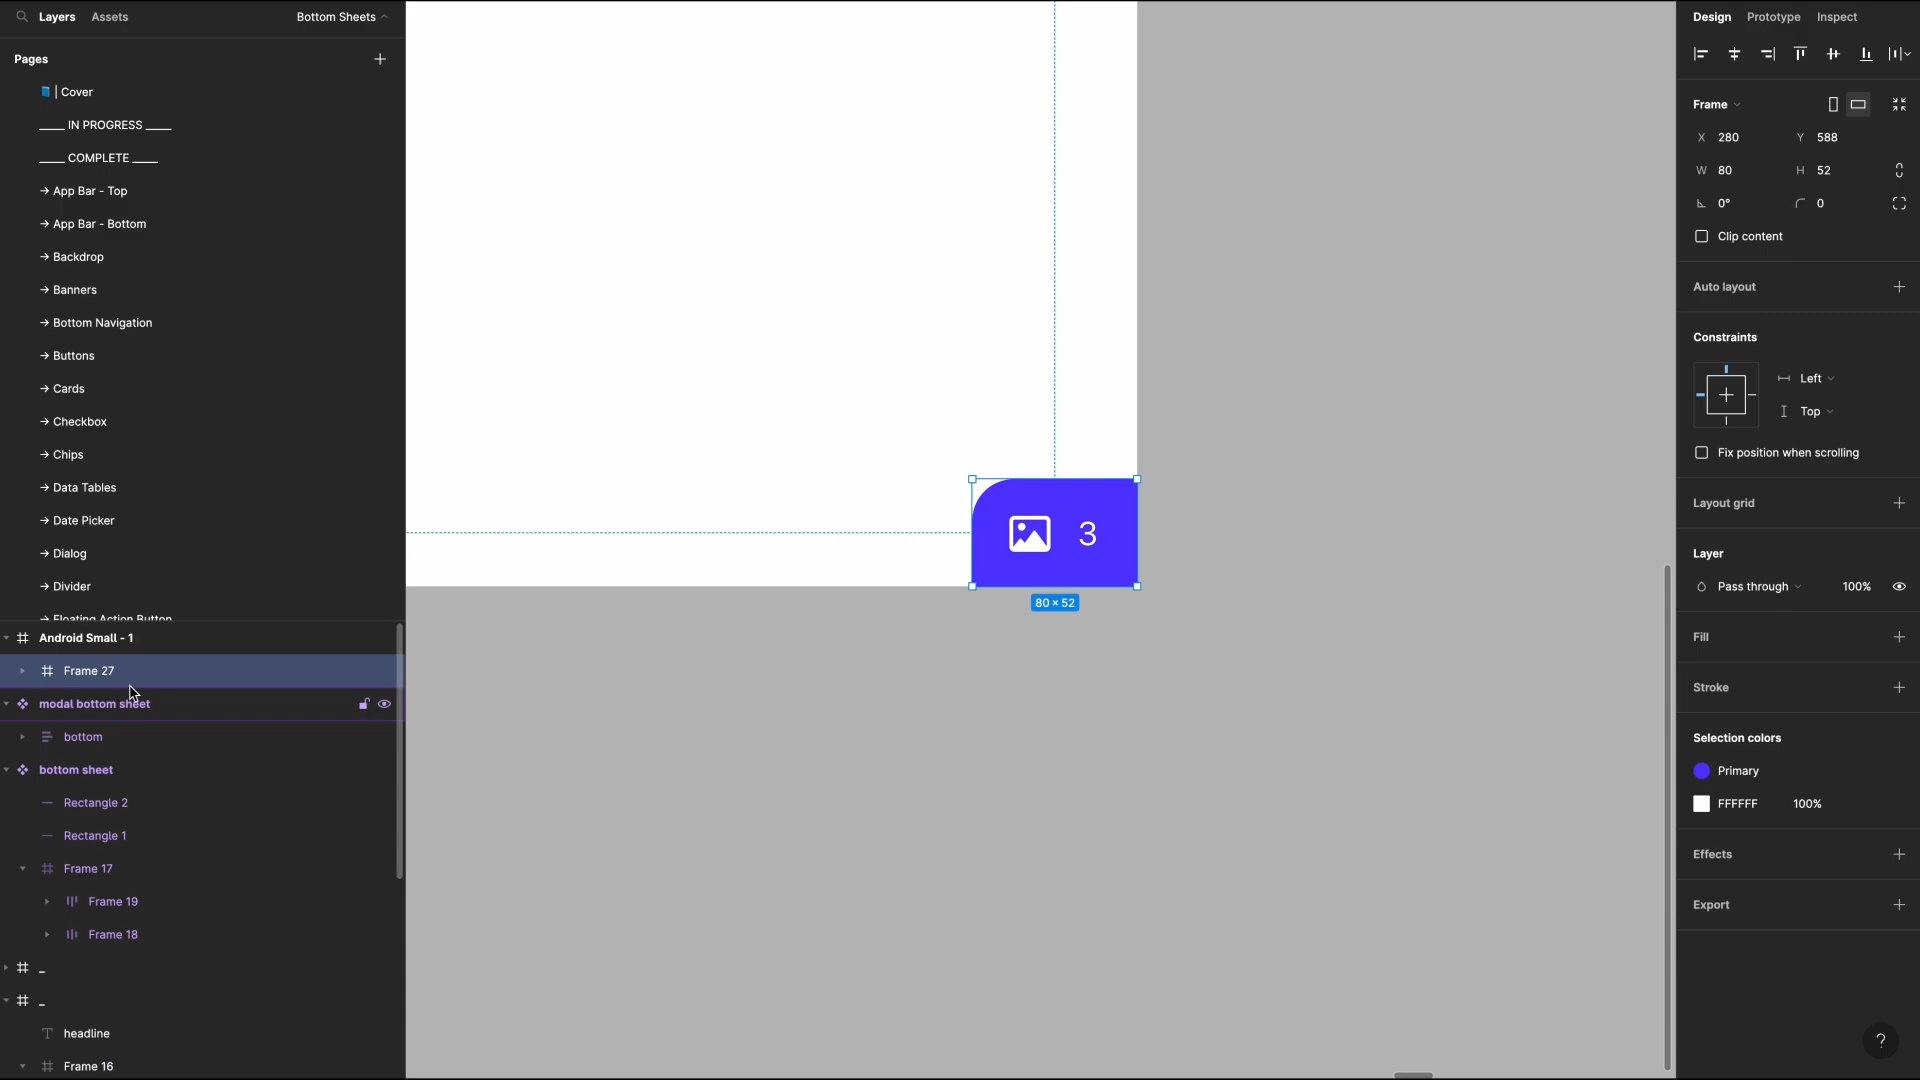 Layers Assets Bottom Sheets
Pages
| Cover
_____ IN PROGRESS _____
_____ COMPLETE _____
→ App Bar - Top
→ App Bar - Bottom
→ Backdrop
→ Banners
→ Bottom Navigation
→ Buttons
→ Cards
→ Checkbox
→ Chips
→ Data Tables
→ Date Picker
→ Dialog
→ Divider
→ Floating Action Button
Android Small - 1
Frame 27
modal bottom sheet
bottom
bottom sheet
Rectangle 2
Rectangle 1
Frame 17
Frame 19
Frame 18
_
_
headline
Frame 16
3
80 × 52
Design Prototype Inspect
Frame
X 280 Y 588
W 80 H 52
0° 0
Clip content
Auto layout
Constraints
Left
Top
Fix position when scrolling
Layout grid
Layer
Pass through 100%
Fill
Stroke
Selection colors
Primary
FFFFFF 100%
Effects
Export
?